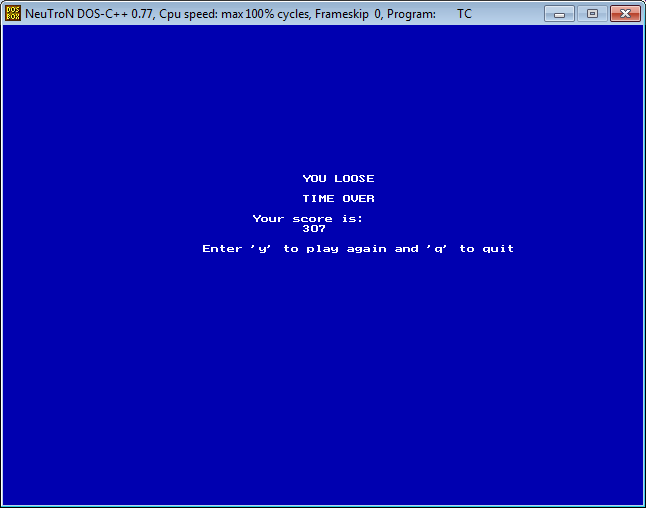 DOS BOX
NeuTroN DOS-C++ 0.77, Cpu speed: max 100% cycles, Frameskip 0, Program: TC
YOU LOOSE
TIME OVER
Your score is:
307
Enter 'y' to play again and 'q' to quit